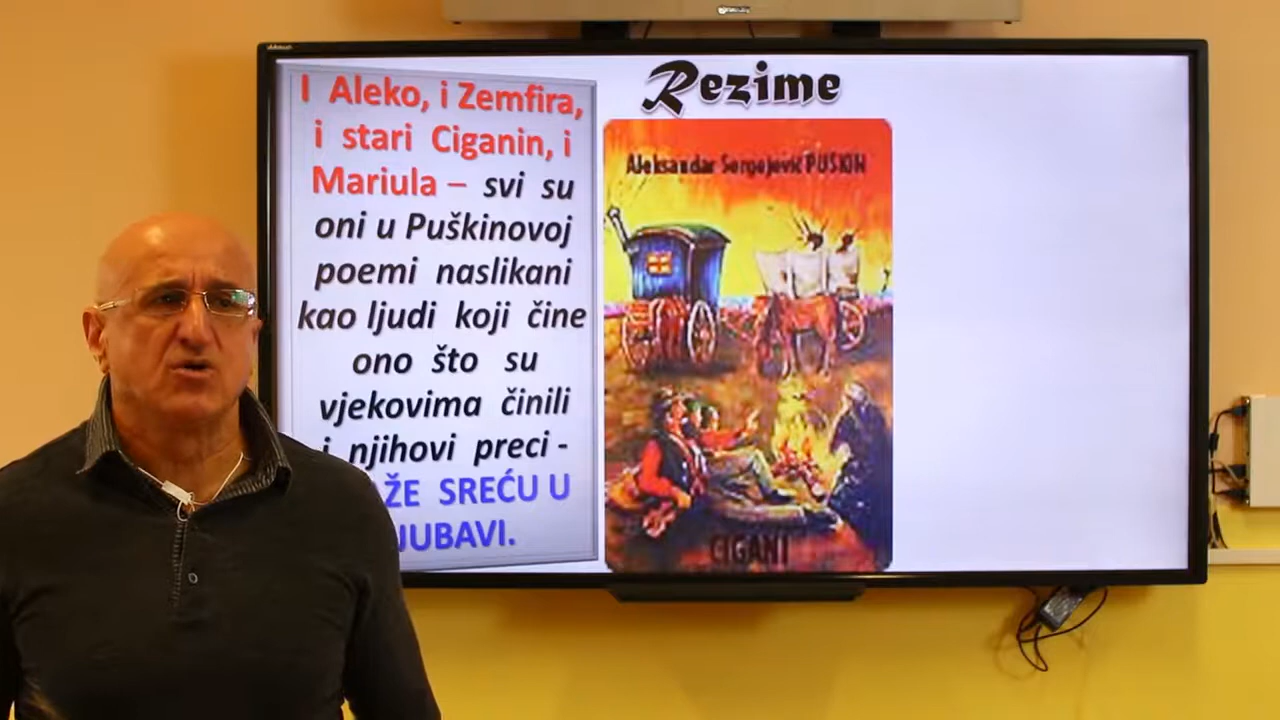 Rezime
I Aleko, i Zemfira,
i stari Ciganin, i
Mariula – svi su
oni u Puškinovoj
poemi naslikani
kao ljudi koji čine
ono što su
vjekovima činili
i njihovi preci -
SREĆU U
Aleksandar Sergejevič PUŠKIN
CIGANI